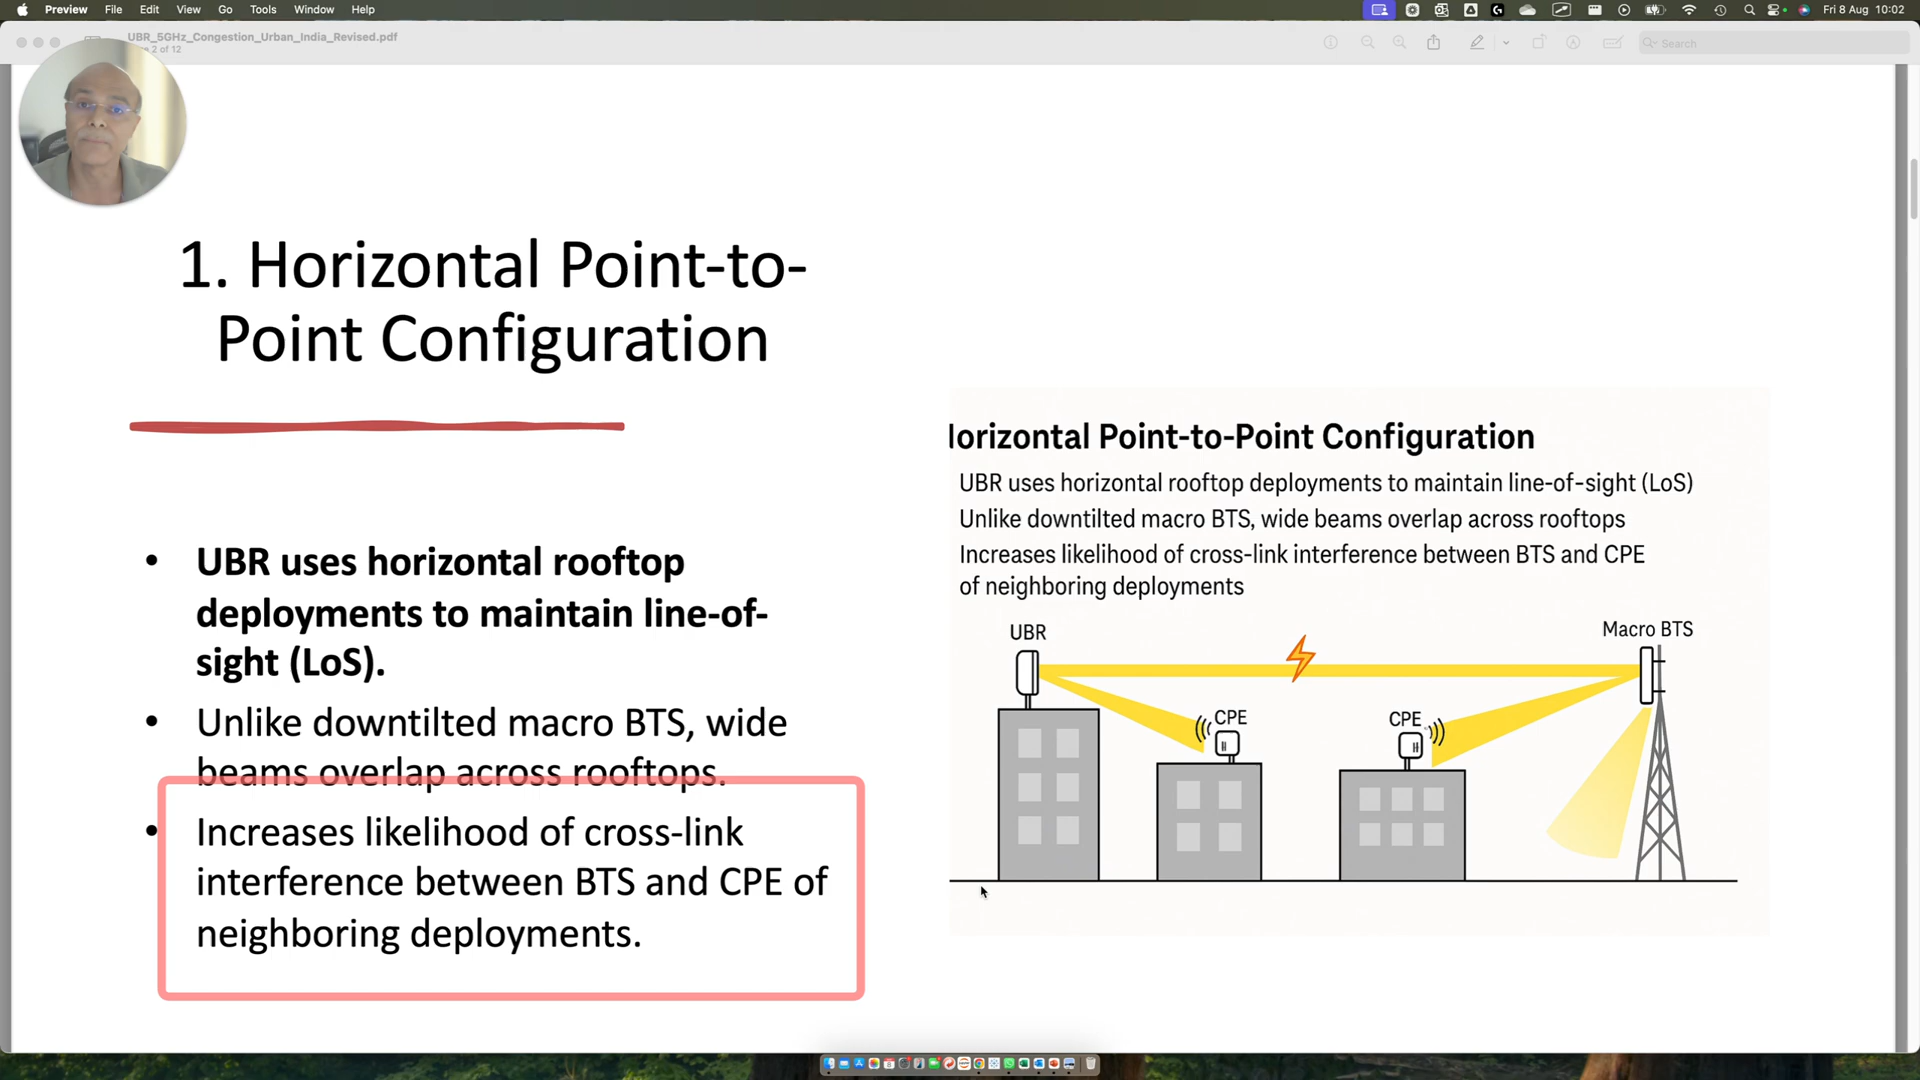 Preview File Edit View Go Tools Window Help Fri 8 Aug 10:02
UBR_5GHz_Congestion_Urban_India_Revised.pdf
2 of 12
Search
1. Horizontal Point-to-
Point Configuration
• UBR uses horizontal rooftop
deployments to maintain line-of-
sight (LoS).
• Unlike downtilted macro BTS, wide
beams overlap across rooftops.
• Increases likelihood of cross-link
interference between BTS and CPE of
neighboring deployments.
orizontal Point-to-Point Configuration
UBR uses horizontal rooftop deployments to maintain line-of-sight (LoS)
Unlike downtilted macro BTS, wide beams overlap across rooftops
Increases likelihood of cross-link interference between BTS and CPE
of neighboring deployments
UBR
Macro BTS
CPE
CPE